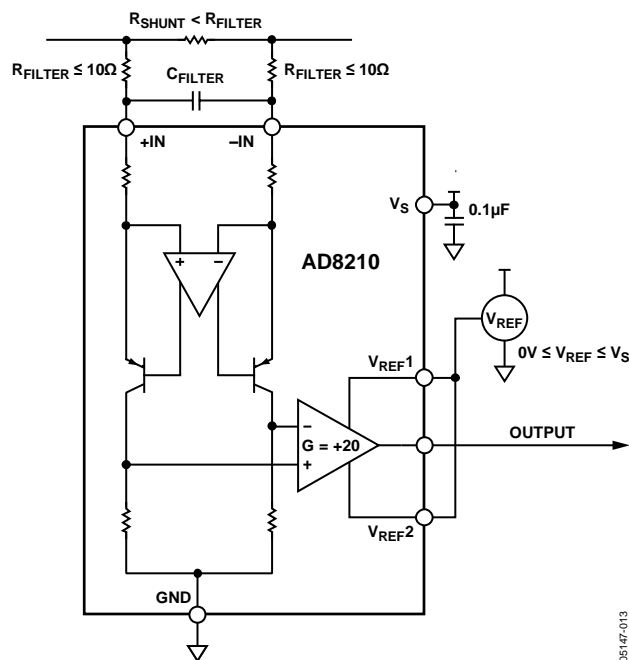 RSHUNT < RFILTER
RFILTER ≤ 10Ω
CFILTER
RFILTER ≤ 10Ω
+IN
–IN
VS
0.1µF
AD8210
+
–
VREF
0V ≤ VREF ≤ VS
VREF1
–
G = +20
+
OUTPUT
VREF2
GND
05147-013